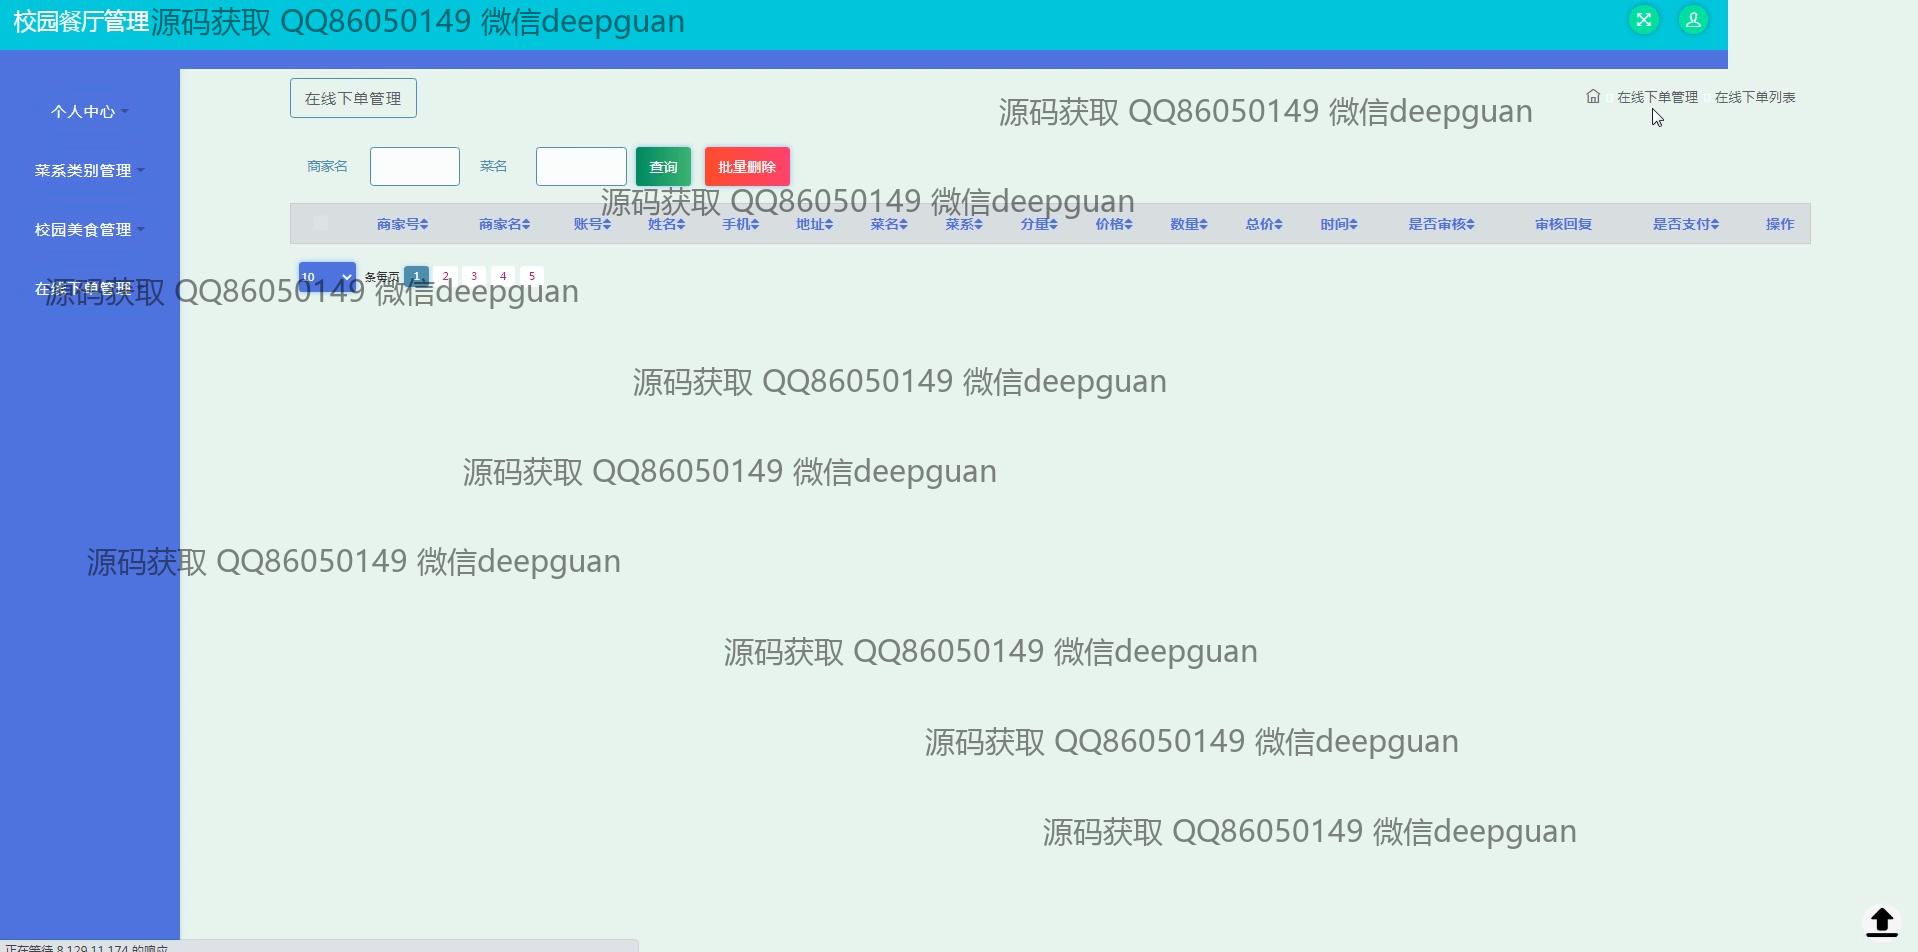 校园餐厅管理源码获取 QQ86050149 微信deepguan
个人中心
菜系类别管理
校园美食管理
在线下单管理
在线下单管理
源码获取 QQ86050149 微信deepguan
在线下单管理 在线下单列表
商家名 菜名 查询 批量删除
源码获取 QQ86050149 微信deepguan
商家号 商家名 账号 姓名 手机 地址 菜名 菜系 分量 价格 数量 总价 时间 是否审核 审核回复 是否支付 操作
10 条每页 1 2 3 4 5
源码获取 QQ86050149 微信deepguan
源码获取 QQ86050149 微信deepguan
源码获取 QQ86050149 微信deepguan
源码获取 QQ86050149 微信deepguan
源码获取 QQ86050149 微信deepguan
源码获取 QQ86050149 微信deepguan
源码获取 QQ86050149 微信deepguan
正在等待 8.129.11.174 的响应